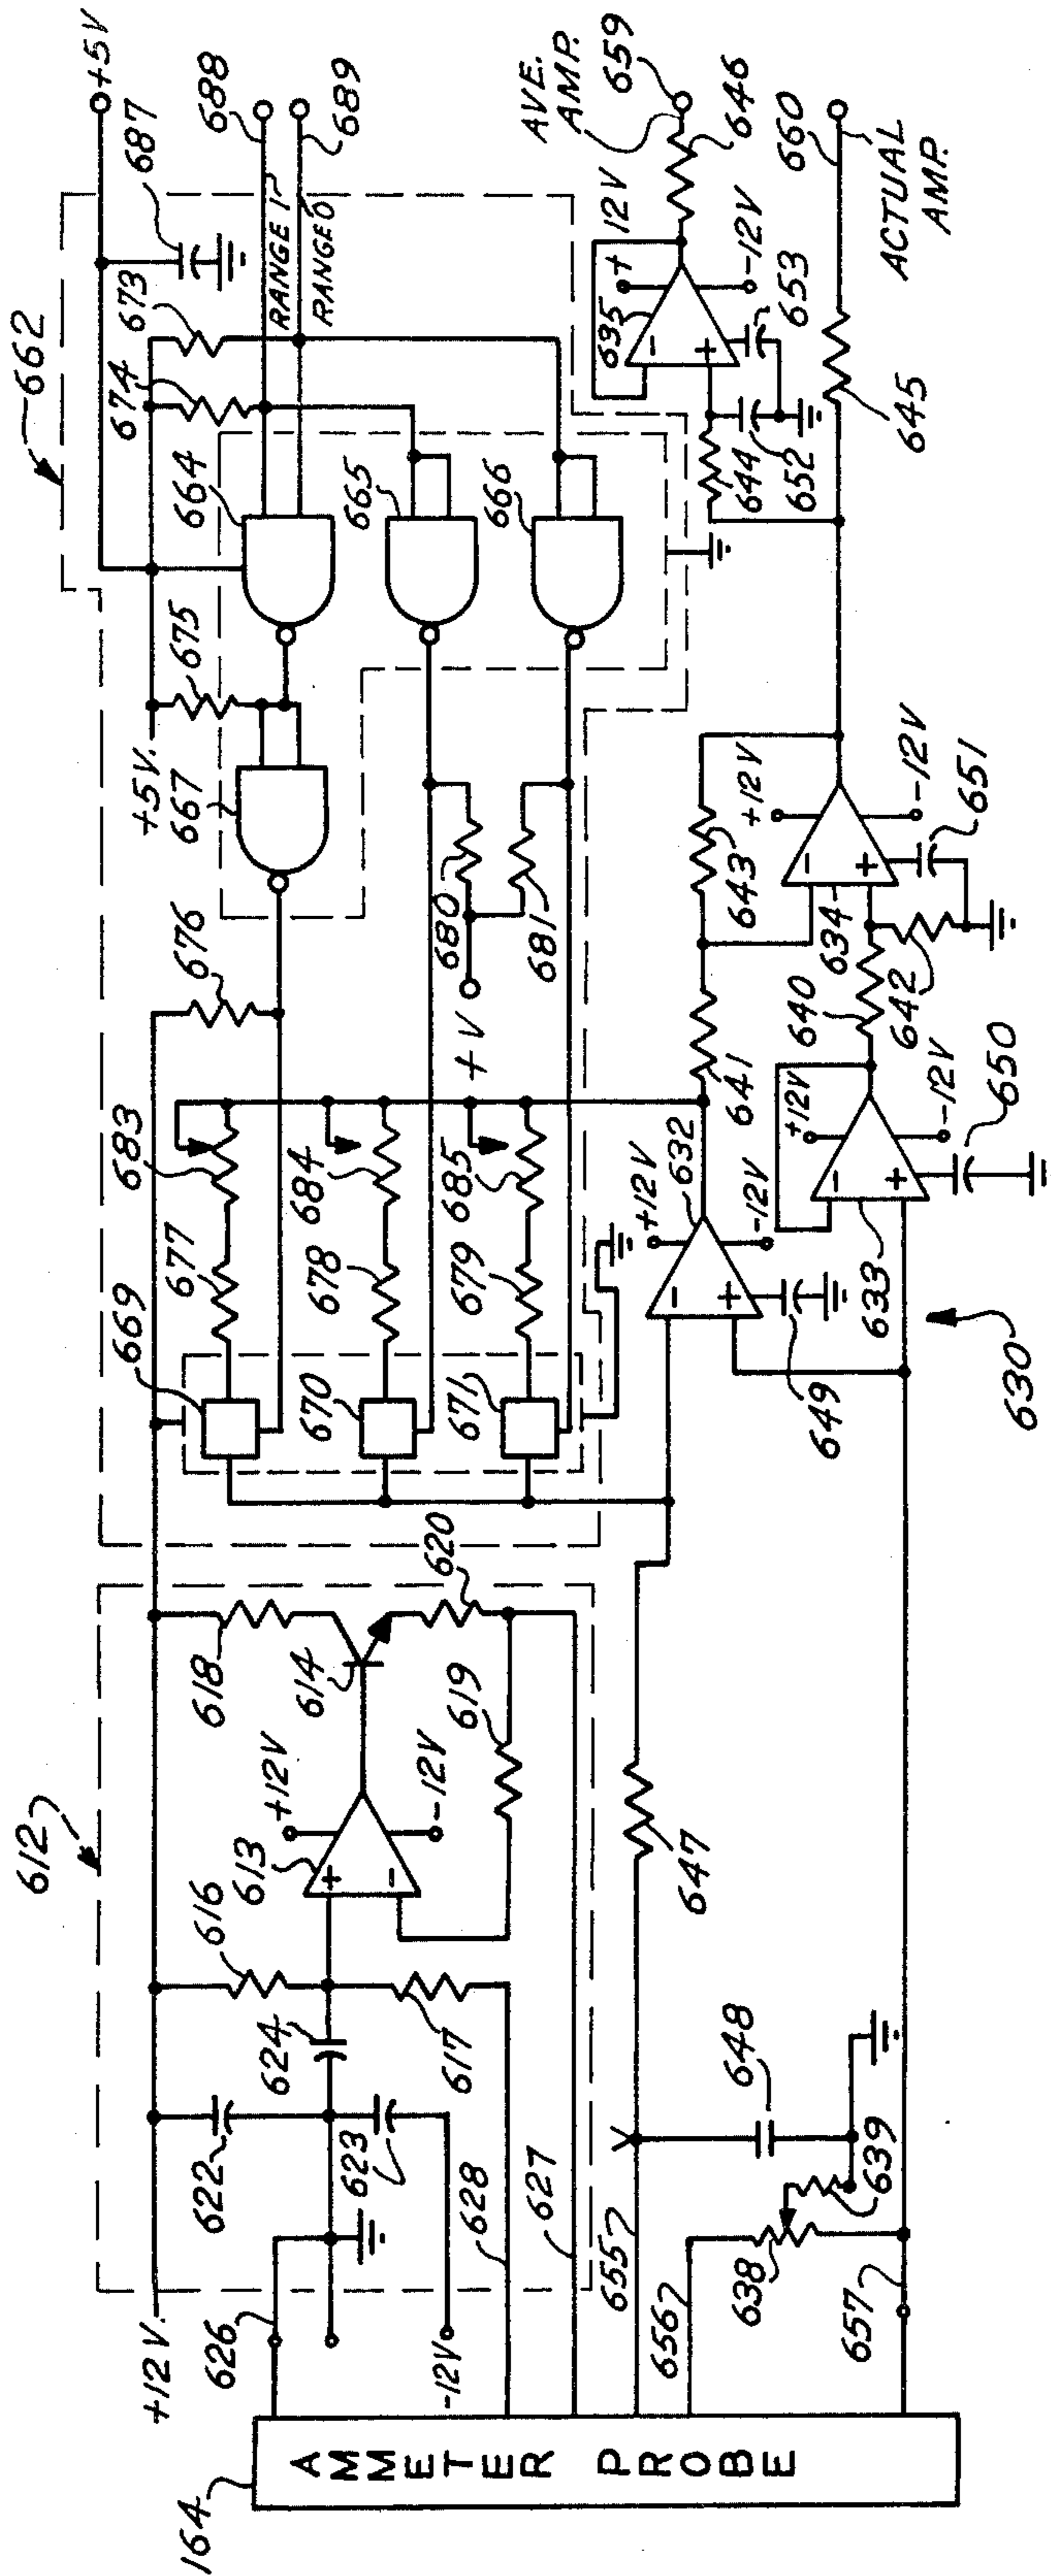 164
AMMETER PROBE
+12V.
626
-12V
628
627
655
656
657
612
622
623
624
616
617
613
+12V
-12V
614
618
619
620
638
639
648
647
630
649
632
+12V
-12V
633
+12V
-12V
650
640
641
642
634
643
+12V
-12V
651
669
670
671
677
678
679
683
684
685
676
+V
680
681
667
+5V.
675
664
665
666
662
674
673
687
+5V
RANGE 1
RANGE 0
688
689
644
652
653
635
+
12V
-12V
AVE.
AMP.
659
646
645
660
ACTUAL
AMP.